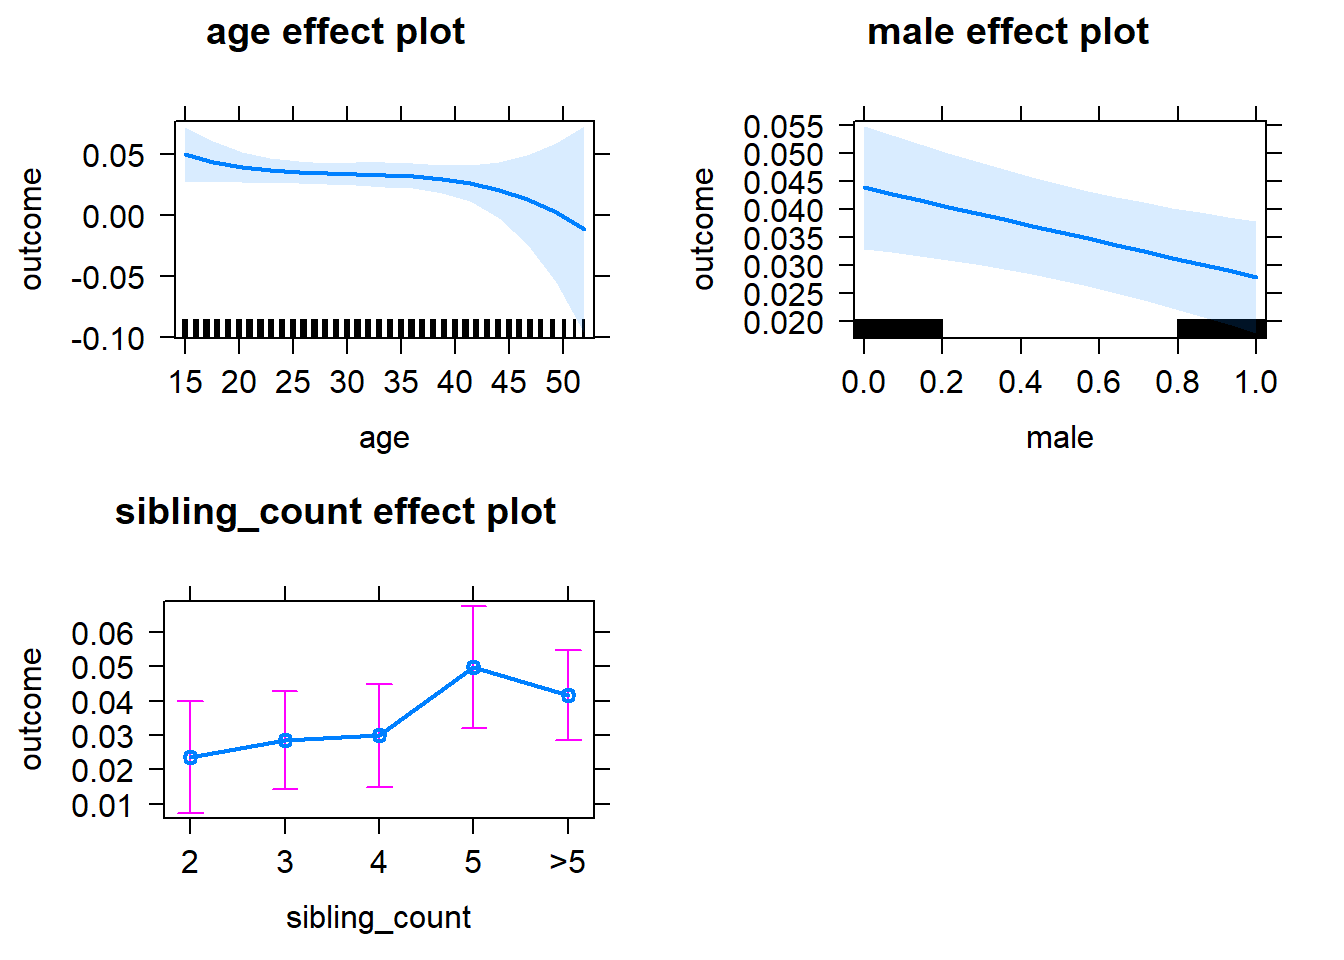 age effect plot
outcome
0.05
0.00
-0.05
-0.10
15 20 25 30 35 40 45 50
age
male effect plot
outcome
0.055
0.050
0.045
0.040
0.035
0.030
0.025
0.020
0.0 0.2 0.4 0.6 0.8 1.0
male
sibling_count effect plot
outcome
0.06
0.05
0.04
0.03
0.02
0.01
2 3 4 5 >5
sibling_count